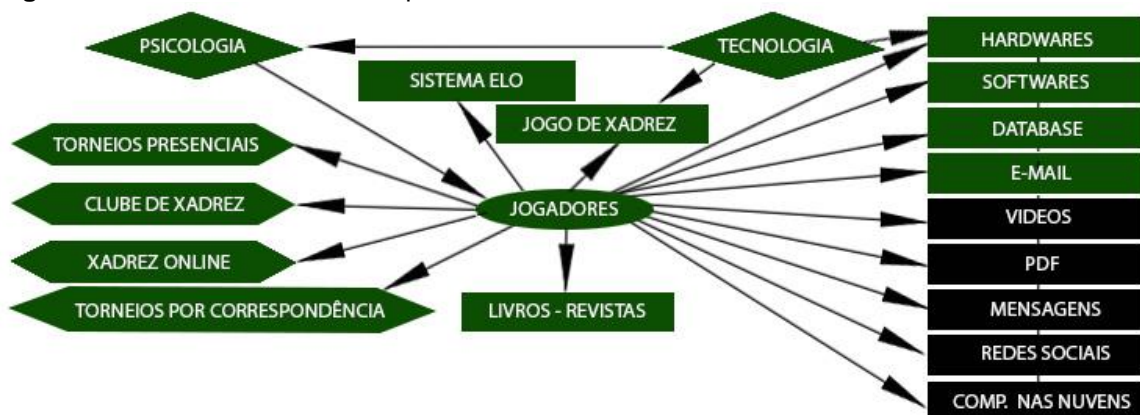 PSICOLOGIA
TECNOLOGIA
HARDWARES
SISTEMA ELO
SOFTWARES
JOGO DE XADREZ
DATABASE
TORNEIOS PRESENCIAIS
E-MAIL
CLUBE DE XADREZ
JOGADORES
VIDEOS
XADREZ ONLINE
PDF
TORNEIOS POR CORRESPONDÊNCIA
LIVROS - REVISTAS
MENSAGENS
REDES SOCIAIS
COMP. NAS NUVENS